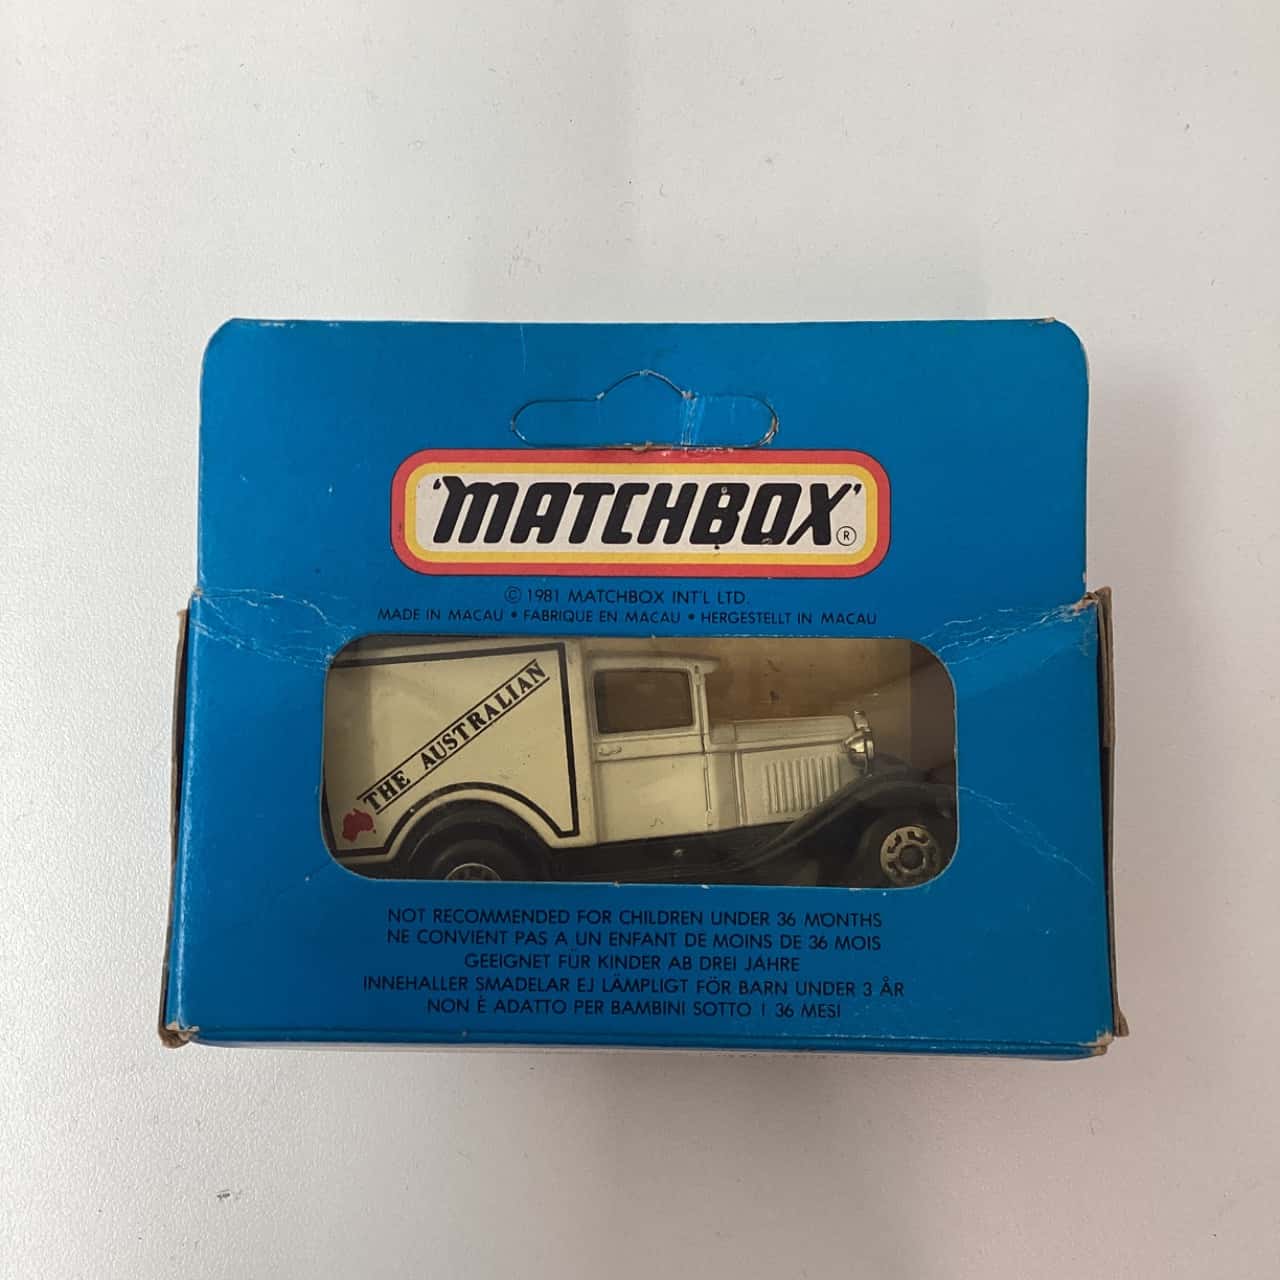 'MATCHBOX'®
© 1981 MATCHBOX INT'L LTD.
MADE IN MACAU • FABRIQUE EN MACAU • HERGESTELLT IN MACAU
THE AUSTRALIAN
NOT RECOMMENDED FOR CHILDREN UNDER 36 MONTHS
NE CONVIENT PAS A UN ENFANT DE MOINS DE 36 MOIS
GEEIGNET FÜR KINDER AB DREI JAHRE
INNEHALLER SMADELAR EJ LÄMPLIGT FÖR BARN UNDER 3 ÅR
NON È ADATTO PER BAMBINI SOTTO I 36 MESI